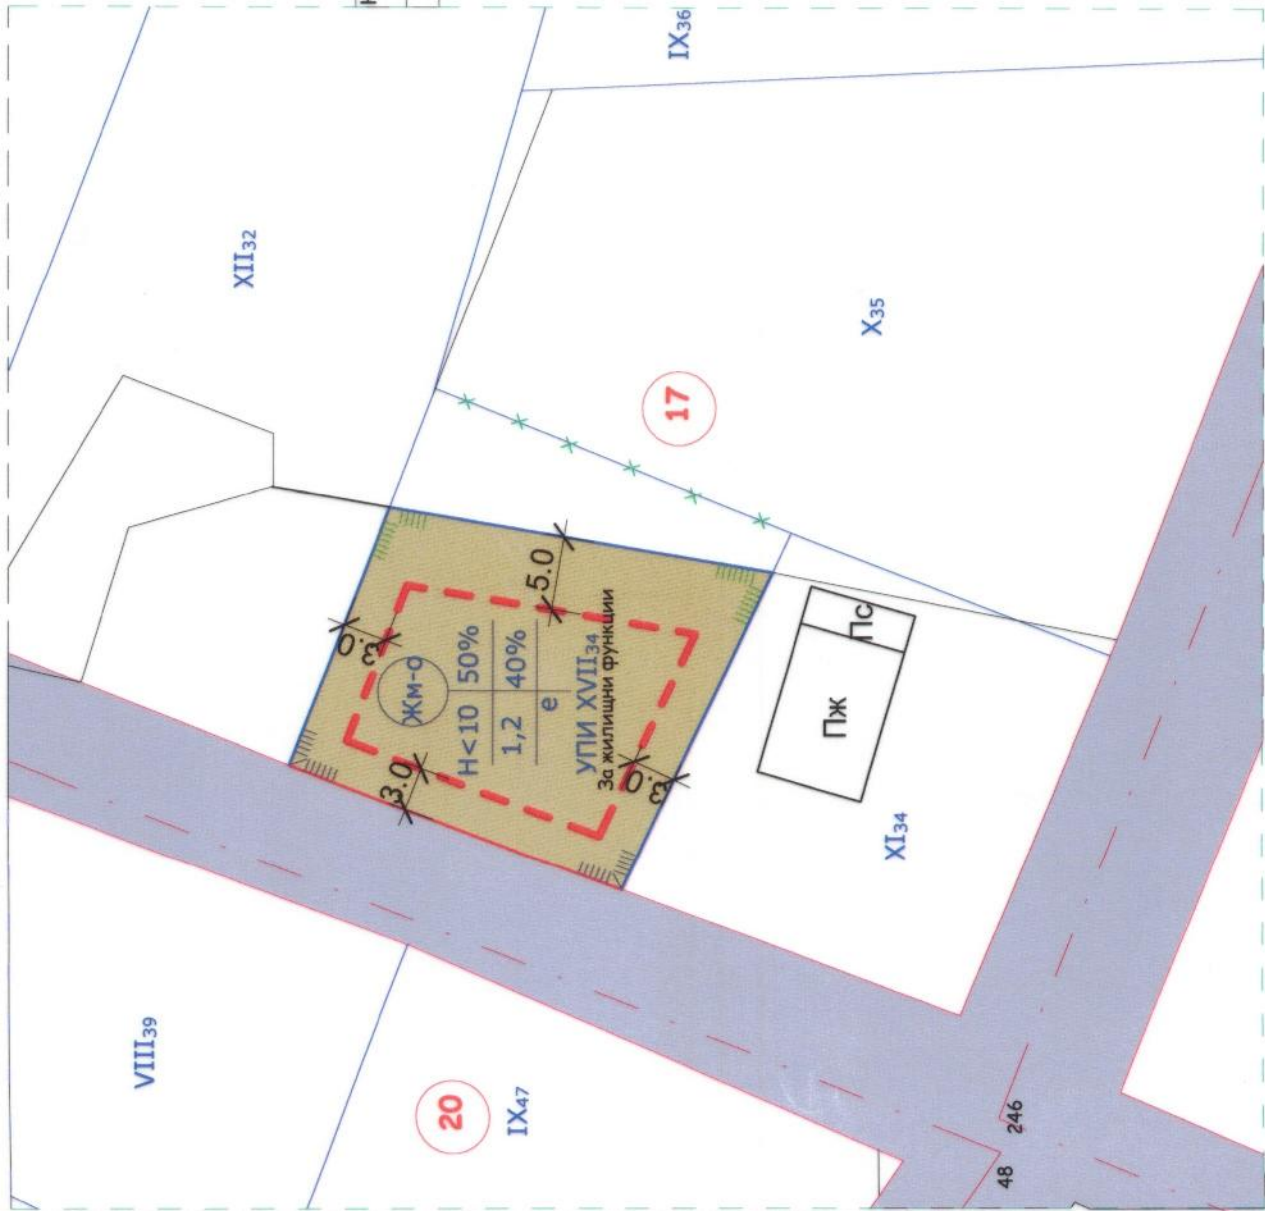 IX36
XII32
X35
17
5.0
3.0
Жм-о
H<10 50%
1,2 40%
е
УПИ XVII34
За жилищни функции
3.0
3.0
Пс
Пж
XI34
VIII39
20
IX47
246
48